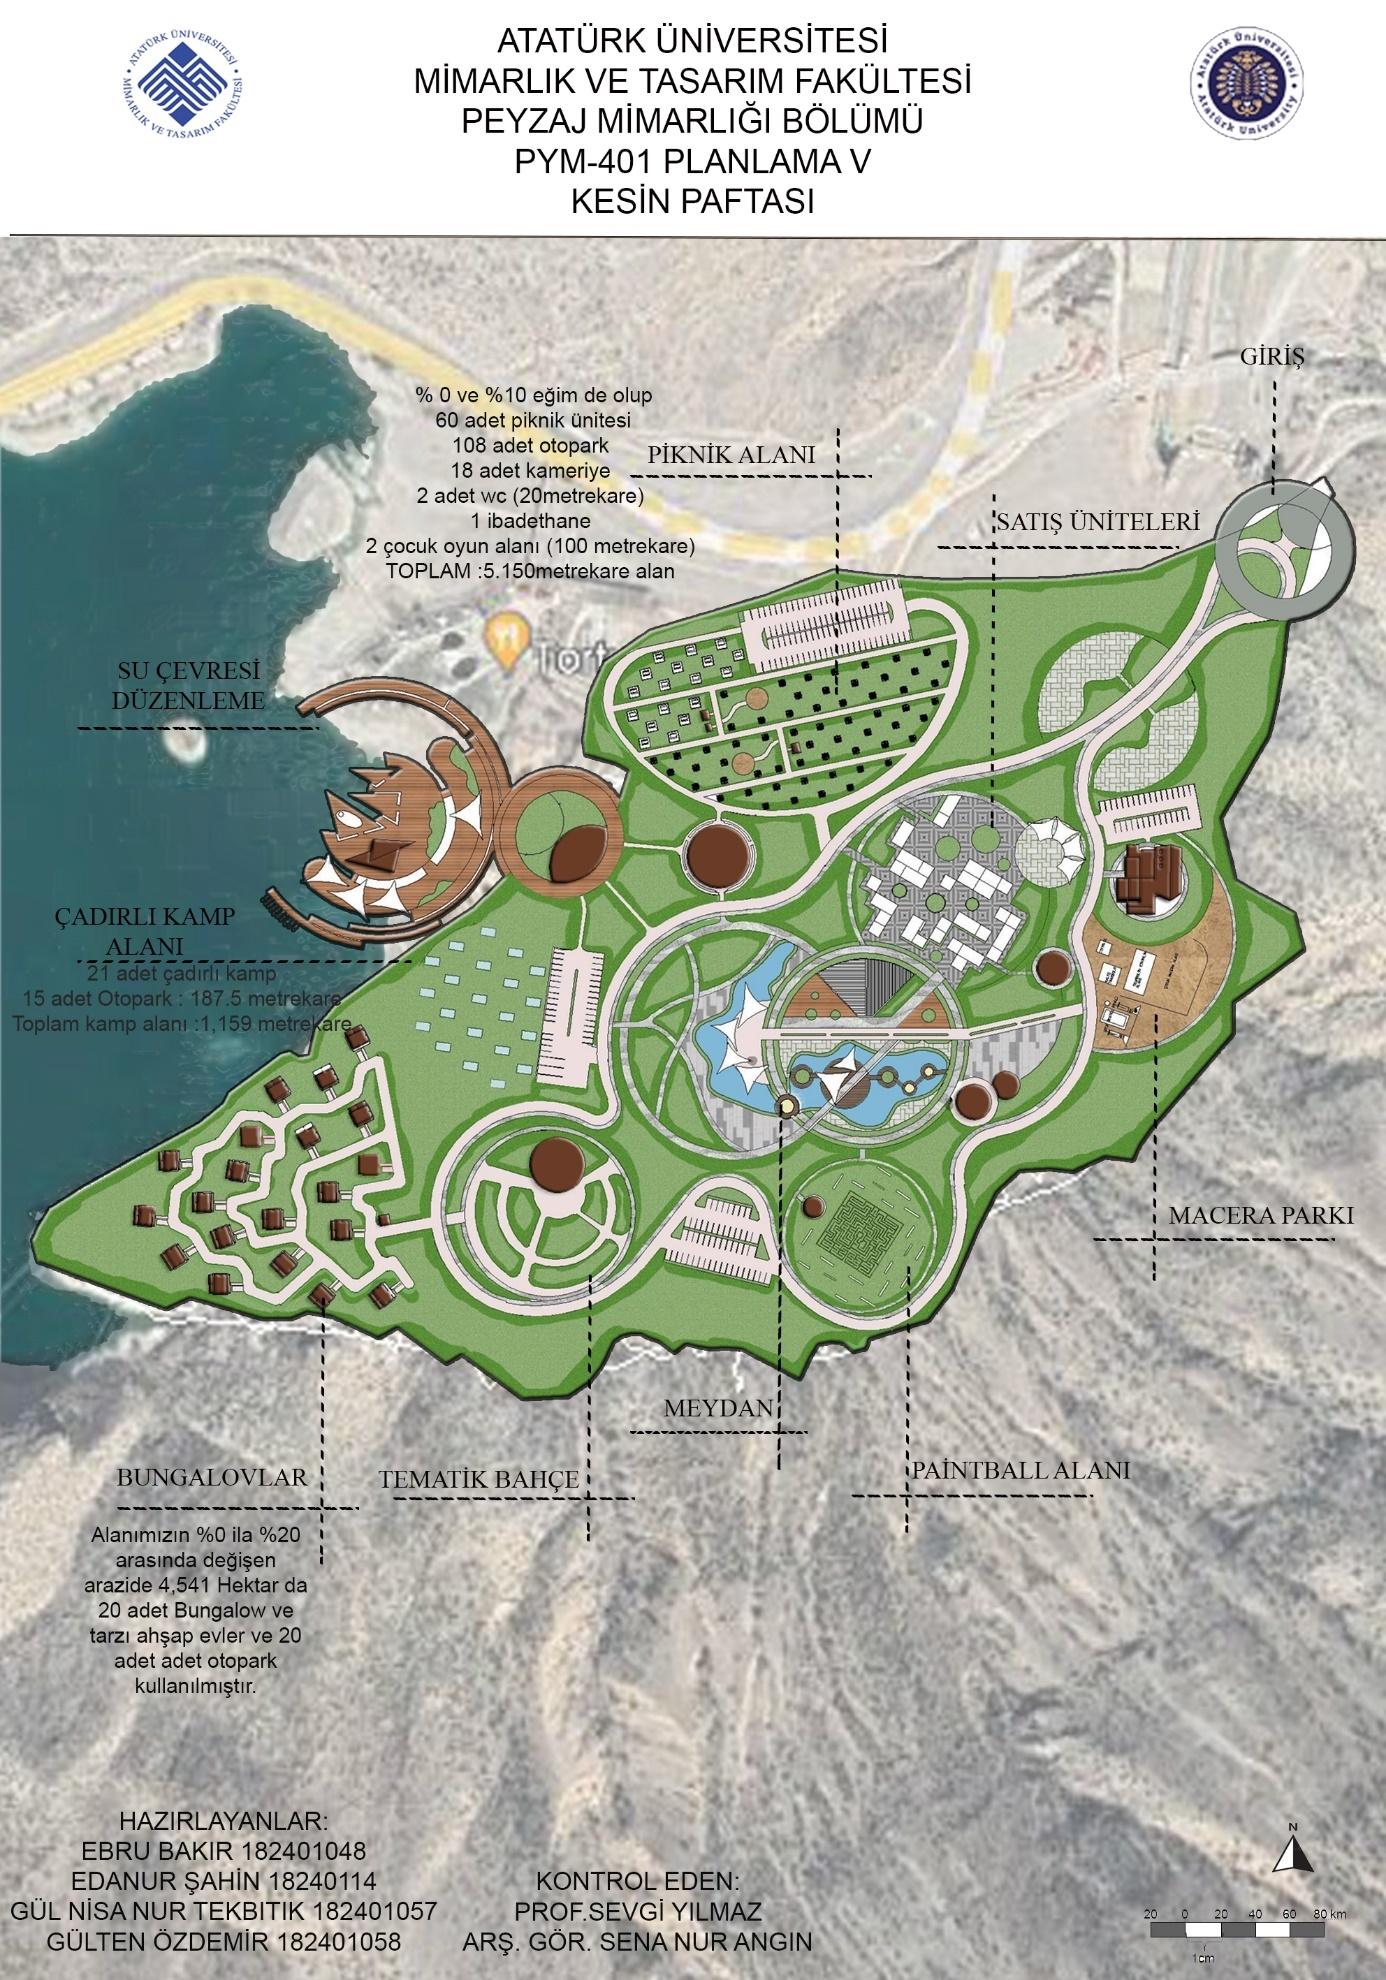 ATATÜRK ÜNİVERSİTESİ
MİMARLIK VE TASARIM FAKÜLTESİ
PEYZAJ MİMARLIĞI BÖLÜMÜ
PYM-401 PLANLAMA V
KESİN PAFTASI
ATATÜRK ÜNİVERSİTESİ
MİMARLIK VE TASARIM FAKÜLTESİ
Atatürk Üniversitesi
Atatürk University
GİRİŞ
% 0 ve %10 eğim de olup
60 adet piknik ünitesi
108 adet otopark
18 adet kameriye
2 adet wc (20metrekare)
1 ibadethane
2 çocuk oyun alanı (100 metrekare)
TOPLAM :5.150metrekare alan
PİKNİK ALANI
SATIŞ ÜNİTELERİ
Tort
SU ÇEVRESİ
DÜZENLEME
ÇADIRLI KAMP
ALANI
21 adet çadırlı kamp
15 adet Otopark : 187.5 metrekare
Toplam kamp alanı :1,159 metrekare
MACERA PARKI
MEYDAN
BUNGALOVLAR
TEMATİK BAHÇE
PAİNTBALL ALANI
Alanımızın %0 ila %20
arasında değişen
arazide 4,541 Hektar da
20 adet Bungalow ve
tarzı ahşap evler ve 20
adet adet otopark
kullanılmıştır.
HAZIRLAYANLAR:
EBRU BAKIR 182401048
EDANUR ŞAHİN 18240114
GÜL NİSA NUR TEKBITIK 182401057
GÜLTEN ÖZDEMİR 182401058
KONTROL EDEN:
PROF.SEVGİ YILMAZ
ARŞ. GÖR. SENA NUR ANGIN
N
20 0 20 40 60 80 km
1cm